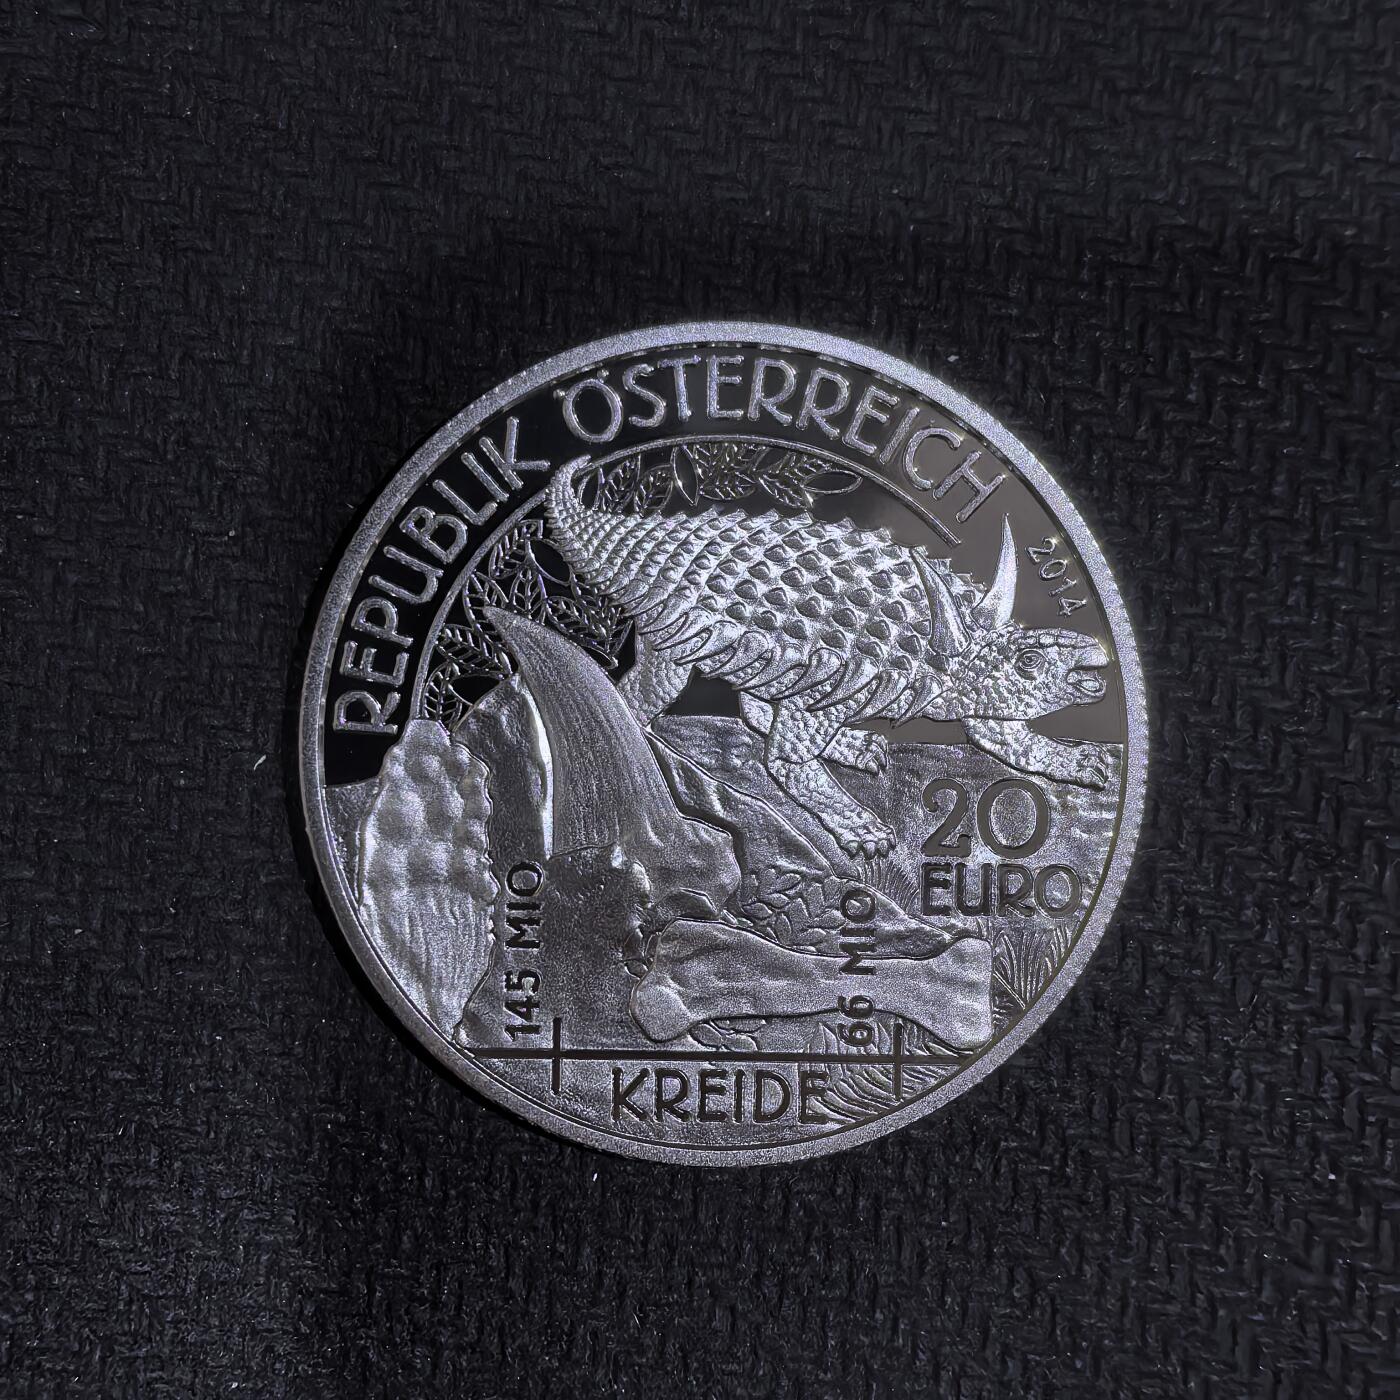 REPUBLIK ÖSTERREICH
2014
20
EURO
145 MIO
66 MIO
KREIDE